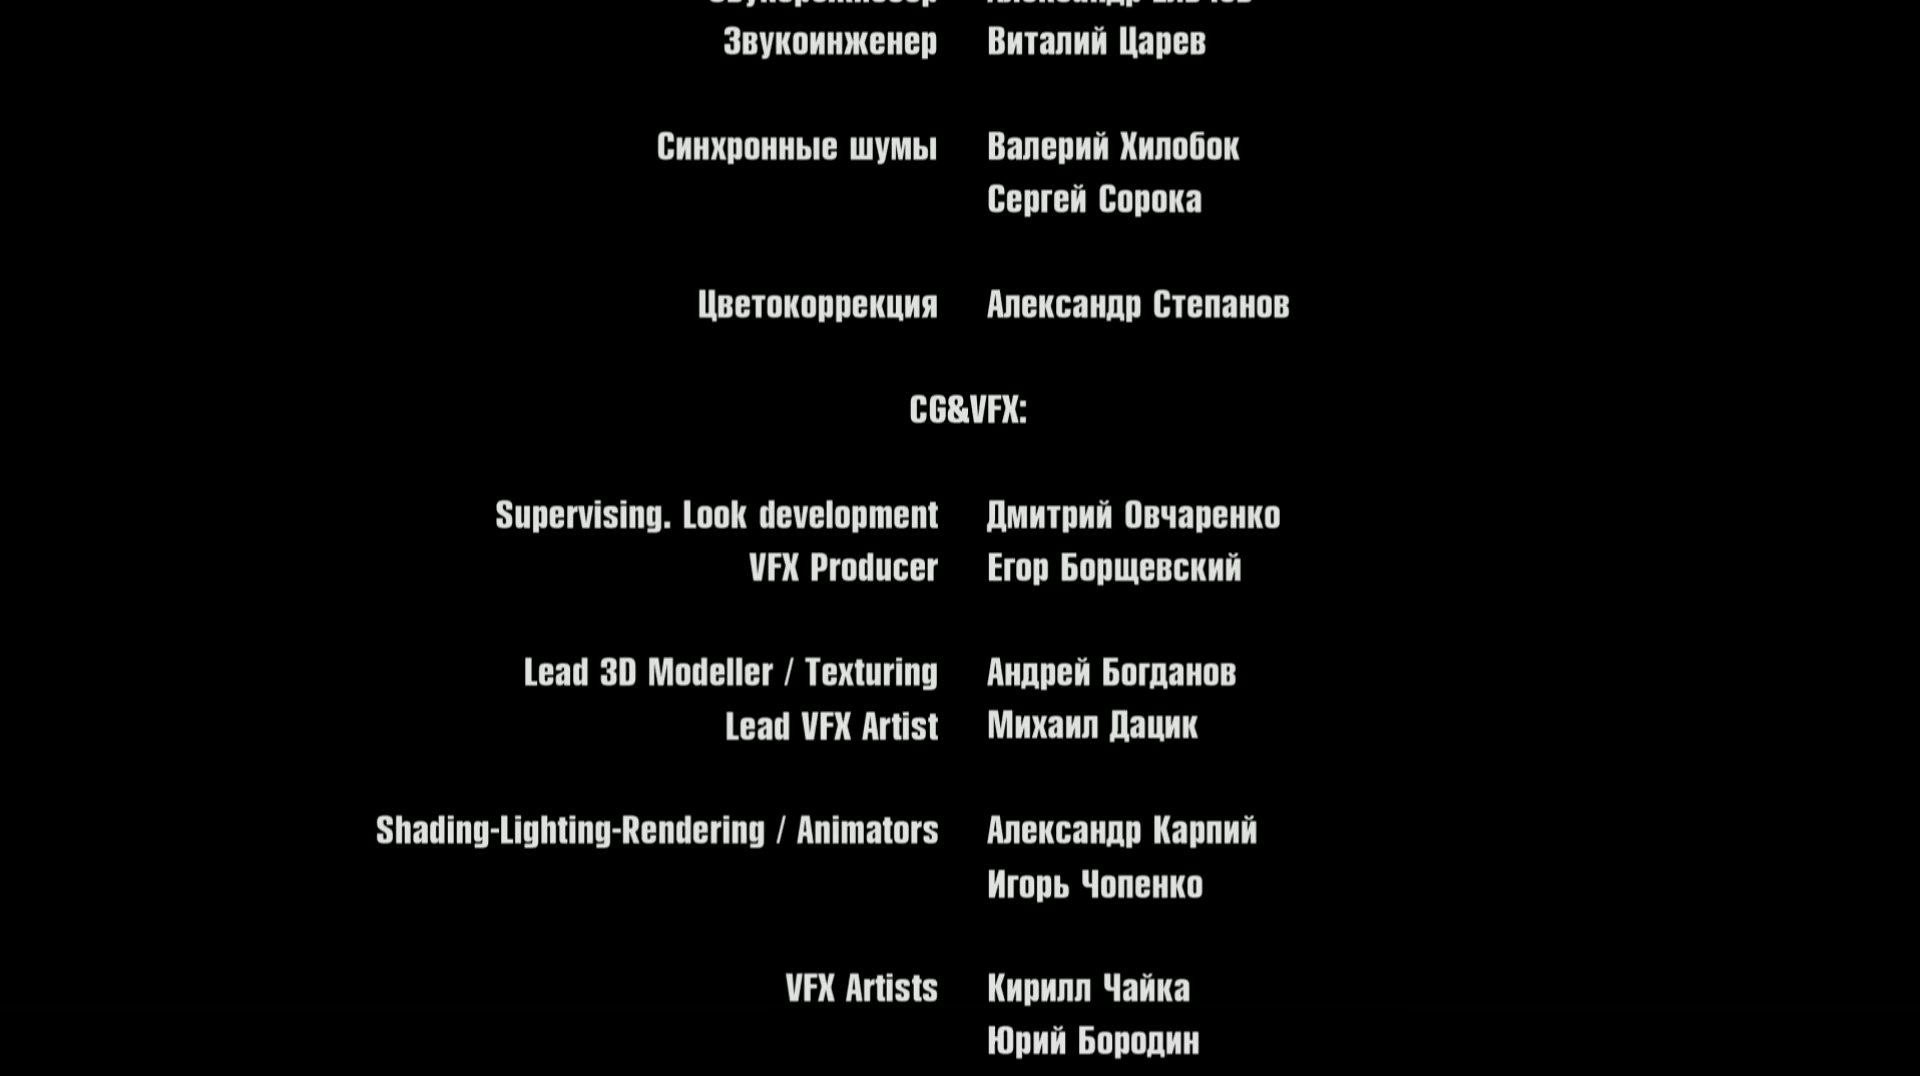 Звукоинженер Виталий Царев
Синхронные шумы Валерий Хилобок
Сергей Сорока
Цветокоррекция Александр Степанов
CG&VFX:
Supervising. Look development Дмитрий Овчаренко
VFX Producer Егор Борщевский
Lead 3D Modeller / Texturing Андрей Богданов
Lead VFX Artist Михаил Дацик
Shading-Lighting-Rendering / Animators Александр Карпий
Игорь Чопенко
VFX Artists Кирилл Чайка
Юрий Бородин